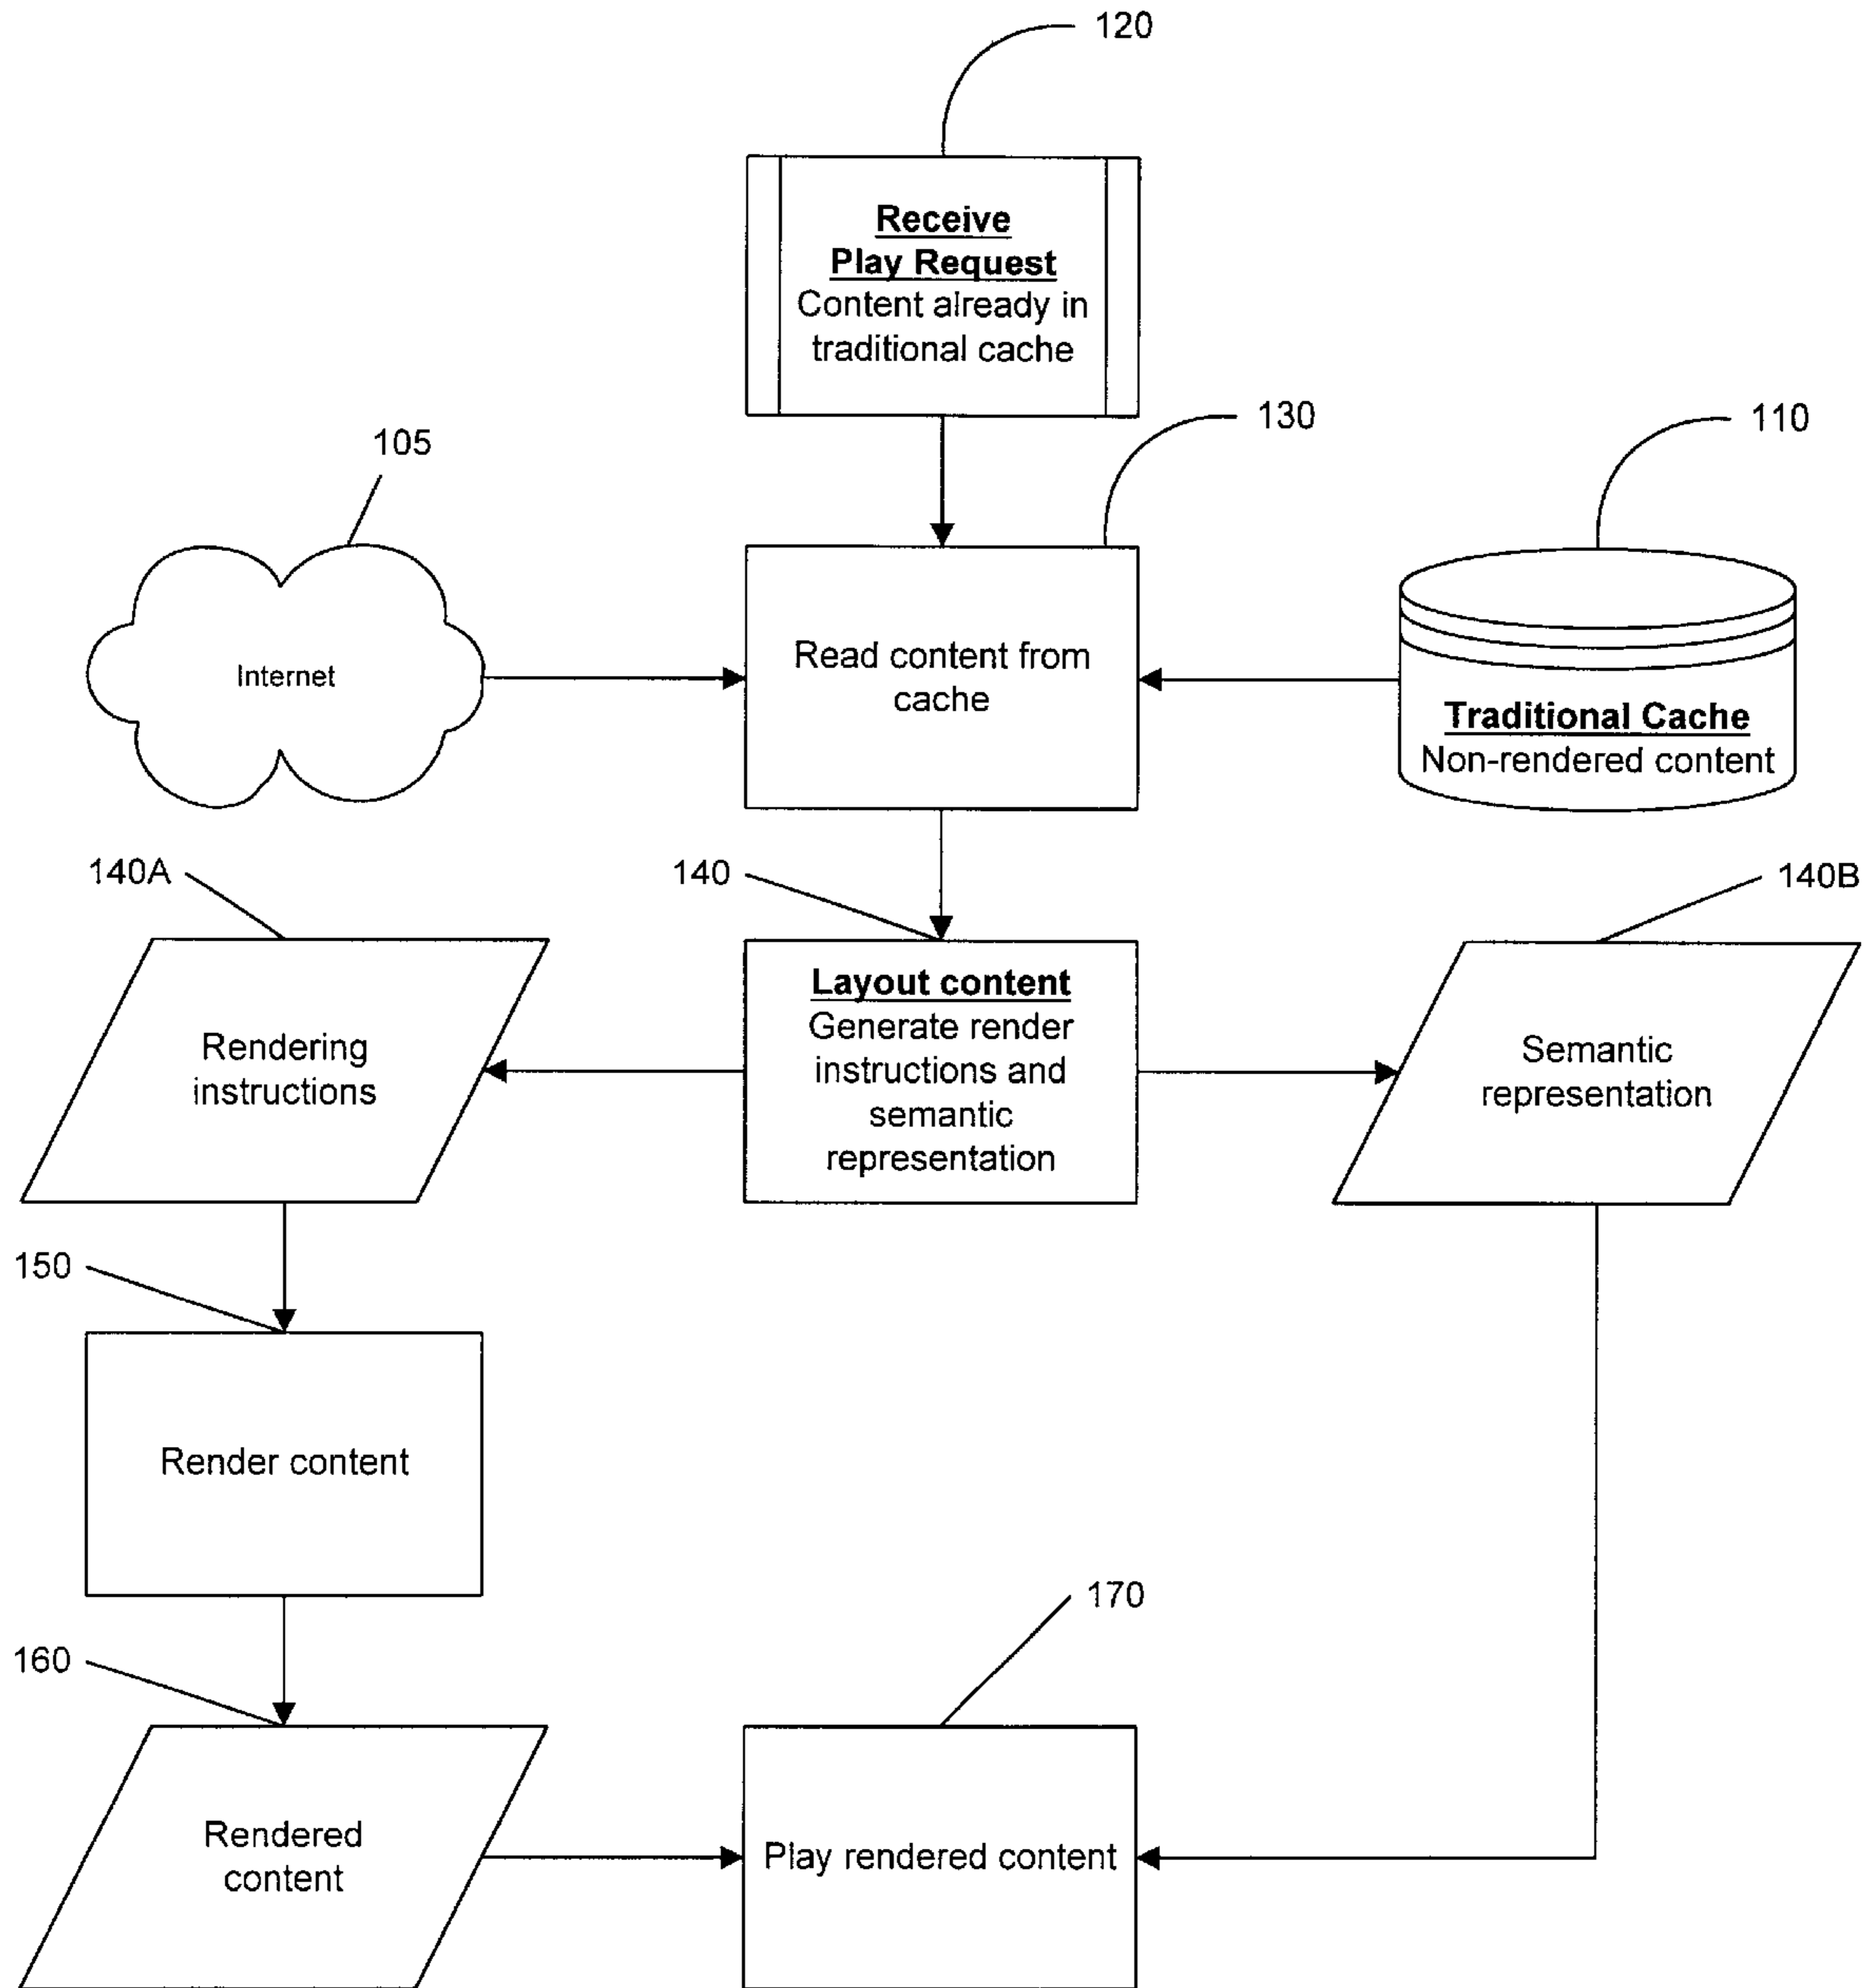 120
Receive
Play Request
Content already in
traditional cache
105
130
110
Internet
Read content from
cache
Traditional Cache
Non-rendered content
140A
140
140B
Rendering
instructions
Layout content
Generate render
instructions and
semantic
representation
Semantic
representation
150
Render content
160
170
Rendered
content
Play rendered content